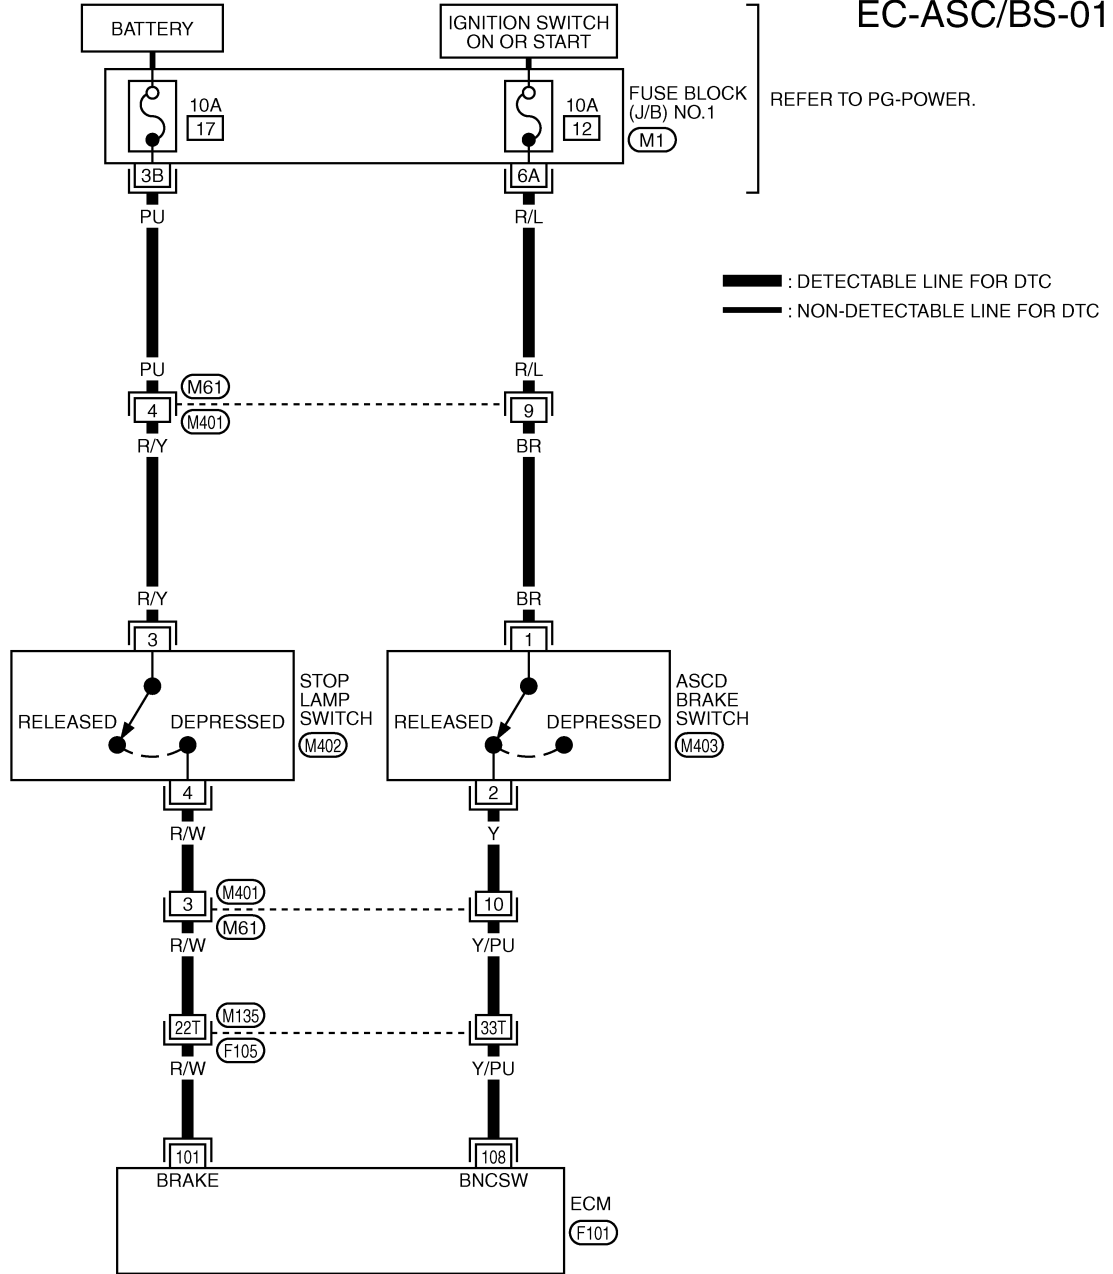 EC-ASC/BS-01
BATTERY
IGNITION SWITCH
ON OR START
10A
17
10A
12
FUSE BLOCK
(J/B) NO.1
M1
REFER TO PG-POWER.
3B
6A
PU
R/L
: DETECTABLE LINE FOR DTC
: NON-DETECTABLE LINE FOR DTC
PU
R/L
M61
4
9
M401
R/Y
BR
R/Y
BR
3
1
STOP
LAMP
SWITCH
M402
RELEASED
DEPRESSED
ASCD
BRAKE
SWITCH
M403
RELEASED
DEPRESSED
4
2
R/W
Y
M401
3
10
M61
R/W
Y/PU
M135
22T
33T
F105
R/W
Y/PU
101
108
BRAKE
BNCSW
ECM
F101